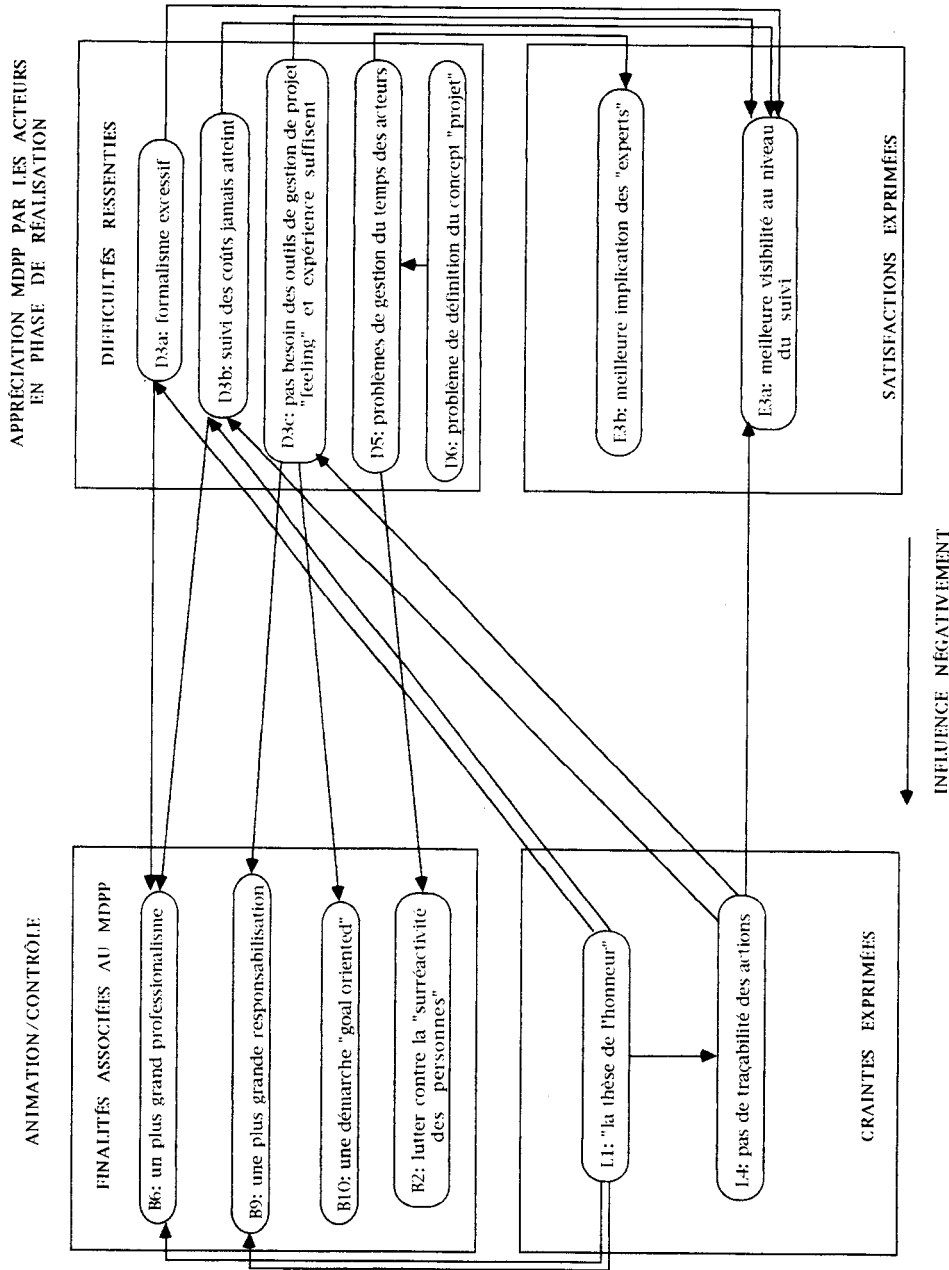 ANIMATION/CONTRÔLE
FINALITÉS ASSOCIÉES AU MDPP
B6: un plus grand professionalisme
B9: une plus grande responsabilisation
B10: une démarche "goal oriented"
B2: lutter contre la "surréactivité
des personnes"
L1: "la thèse de l'honneur"
L4: pas de traçabilité des actions
CRAINTES EXPRIMÉES
APPRÉCIATION MDPP PAR LES ACTEURS
EN PHASE DE RÉALISATION
DIFFICULTÉS RESSENTIES
D3a: formalisme excessif
D3b: suivi des coûts jamais atteint
D3c: pas besoin des outils de gestion de projet
"feeling" et expérience suffisent
D5: problèmes de gestion du temps des acteurs
D6: problème de définition du concept "projet"
E3b: meilleure implication des "experts"
E3a: meilleure visibilité au niveau
du suivi
SATISFACTIONS EXPRIMÉES
INFLUENCE NÉGATIVEMENT